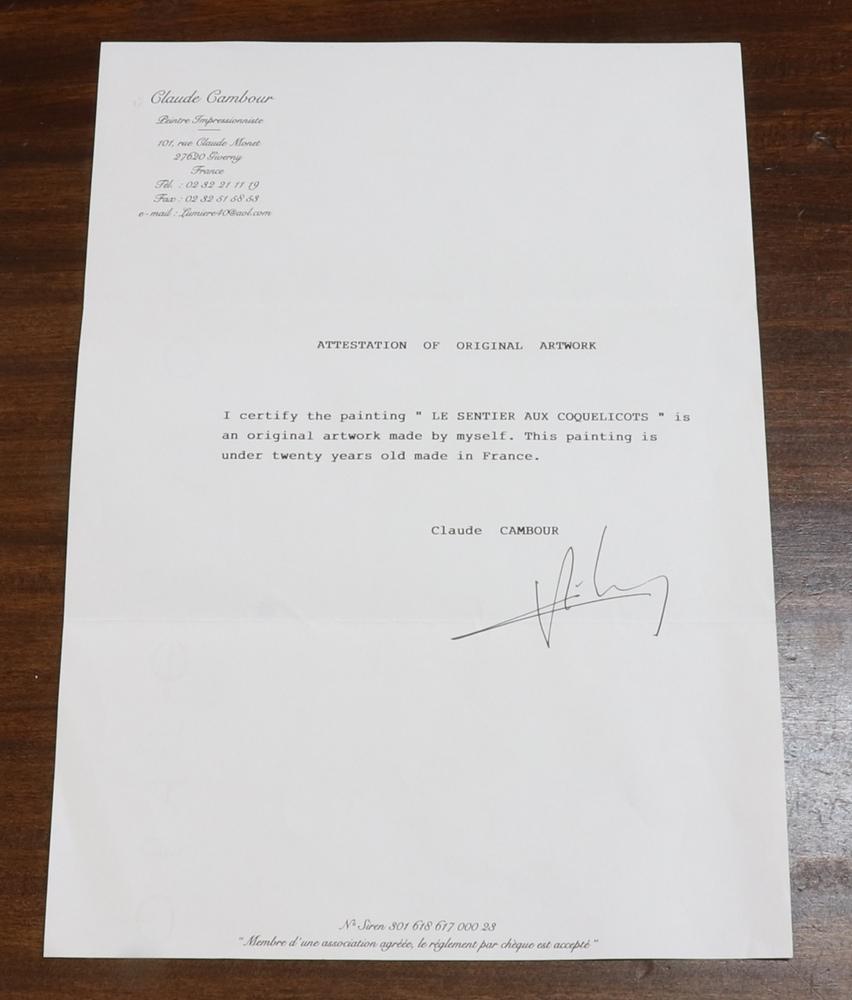 Claude Cambour
Peintre Impressionniste
101, rue Claude Monet
27620 Giverny
France
Tél. : 02 32 21 11 19
Fax : 02 32 51 58 53
e-mail : Lumiere40@aol.com
ATTESTATION OF ORIGINAL ARTWORK
I certify the painting " LE SENTIER AUX COQUELICOTS " is
an original artwork made by myself. This painting is
under twenty years old made in France.
Claude CAMBOUR
N° Siren 301 618 617 000 23
"Membre d'une association agréée, le réglement par chèque est accepté"